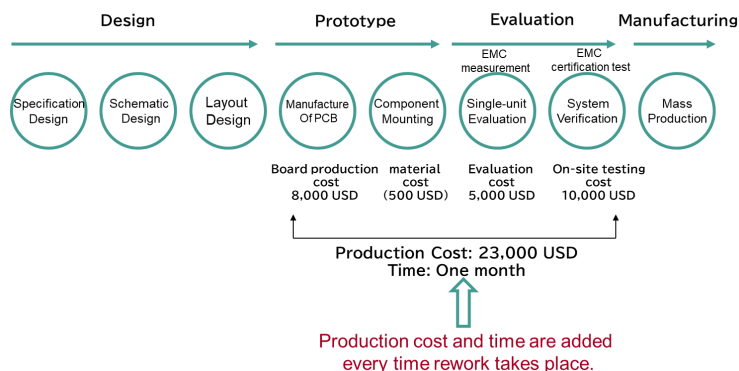 Design
Prototype
Evaluation
Manufacturing
EMC
measurement
EMC
certification test
Specification
Design
Schematic
Design
Layout
Design
Manufacture
Of PCB
Component
Mounting
Single-unit
Evaluation
System
Verification
Mass
Production
Board production
cost
8,000 USD
material
cost
(500 USD)
Evaluation
cost
5,000 USD
On-site testing
cost
10,000 USD
Production Cost: 23,000 USD
Time: One month
Production cost and time are added
every time rework takes place.